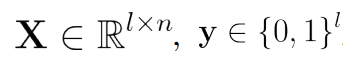 𝐗 ∈ ℝ^{l×n}, 𝐲 ∈ {0, 1}^l